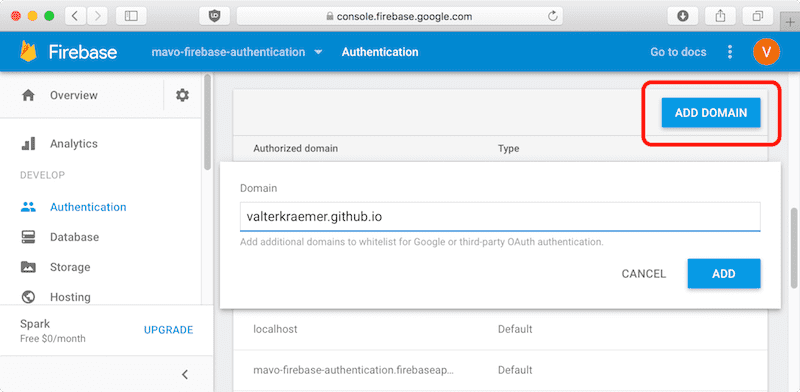 console.firebase.google.com
Firebase
mavo-firebase-authentication
Authentication
Go to docs
V
Overview
ADD DOMAIN
Analytics
Authorized domain
Type
DEVELOP
Domain
Authentication
valterkraemer.github.io
Database
Add additional domains to whitelist for Google or third-party OAuth authentication.
Storage
CANCEL
ADD
Hosting
Spark
Free $0/month
UPGRADE
localhost
Default
mavo-firebase-authentication.firebaseap...
Default